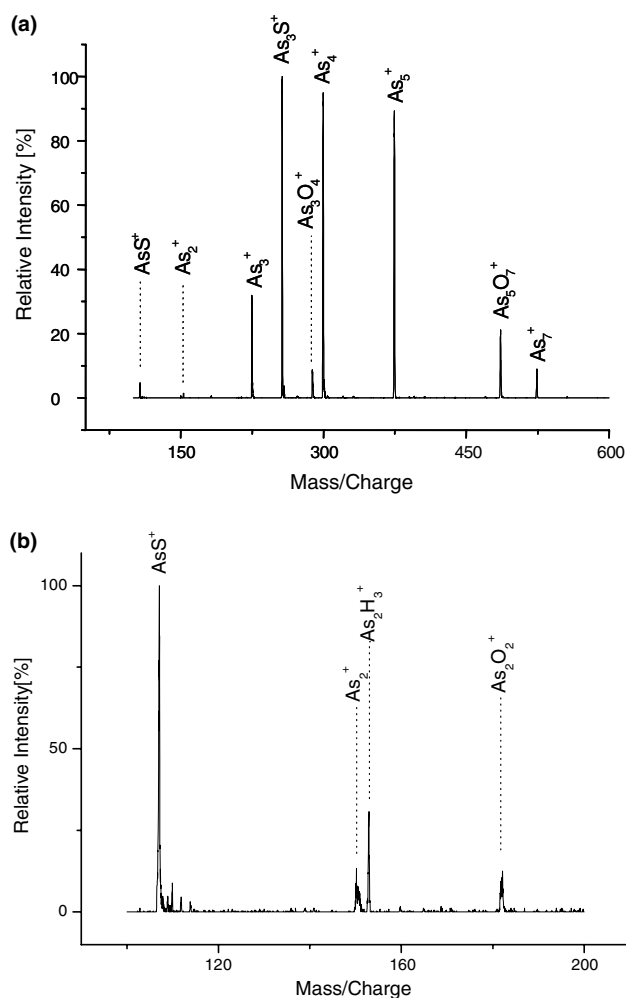 (a)
Relative Intensity [%]
100
80
60
40
20
0
AsS⁺
As₂⁺
As₃⁺
As₃S⁺
As₃O₄⁺
As₄⁺
As₅⁺
As₅O₇⁺
As₇⁺
150
300
450
600
Mass/Charge
(b)
Relative Intensity[%]
100
50
0
AsS⁺
As₂⁺
As₂H₃⁺
As₂O₂⁺
120
160
200
Mass/Charge